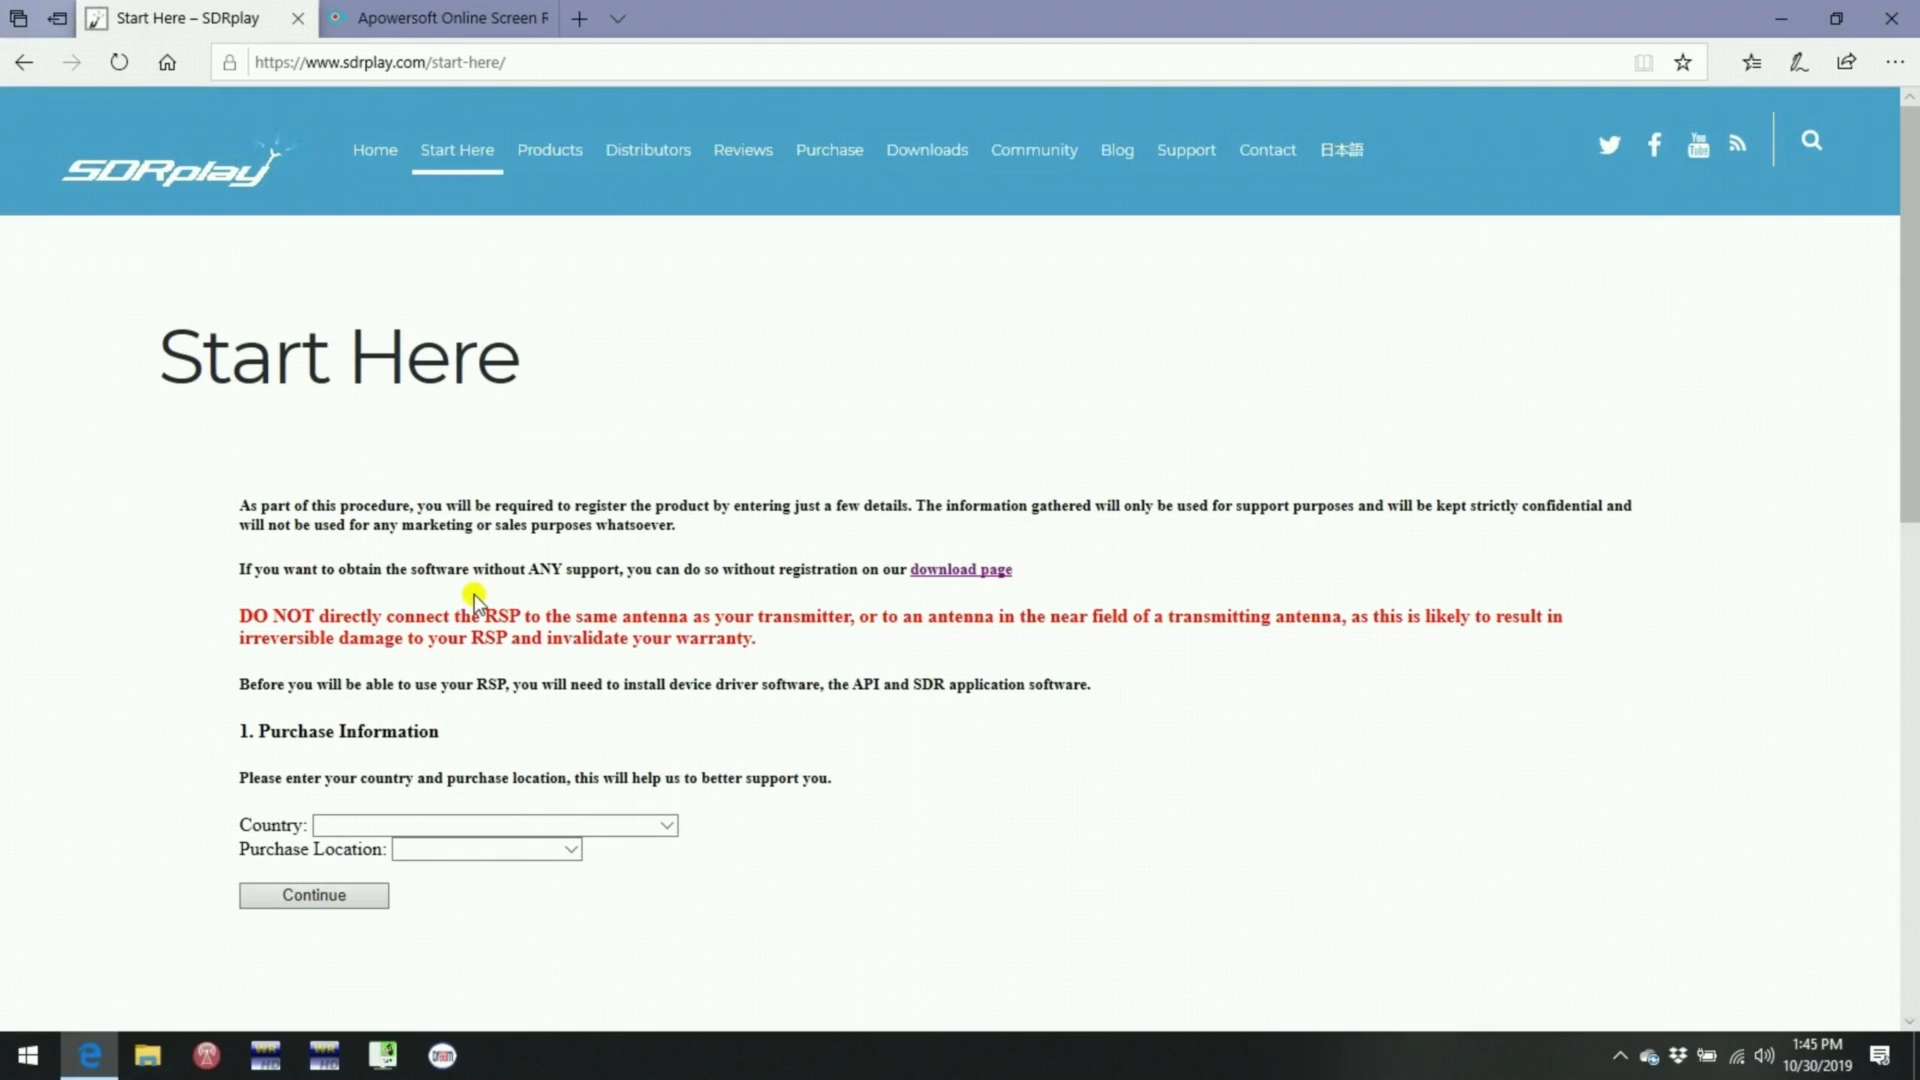 Start Here – SDRplay
Apowersoft Online Screen R
https://www.sdrplay.com/start-here/
SDRplay
Home Start Here Products Distributors Reviews Purchase Downloads Community Blog Support Contact 日本語
You
Tube
Start Here
As part of this procedure, you will be required to register the product by entering just a few details. The information gathered will only be used for support purposes and will be kept strictly confidential and
will not be used for any marketing or sales purposes whatsoever.
If you want to obtain the software without ANY support, you can do so without registration on our download page
DO NOT directly connect the RSP to the same antenna as your transmitter, or to an antenna in the near field of a transmitting antenna, as this is likely to result in
irreversible damage to your RSP and invalidate your warranty.
Before you will be able to use your RSP, you will need to install device driver software, the API and SDR application software.
1. Purchase Information
Please enter your country and purchase location, this will help us to better support you.
Country:
Purchase Location:
Continue
1:45 PM
10/30/2019